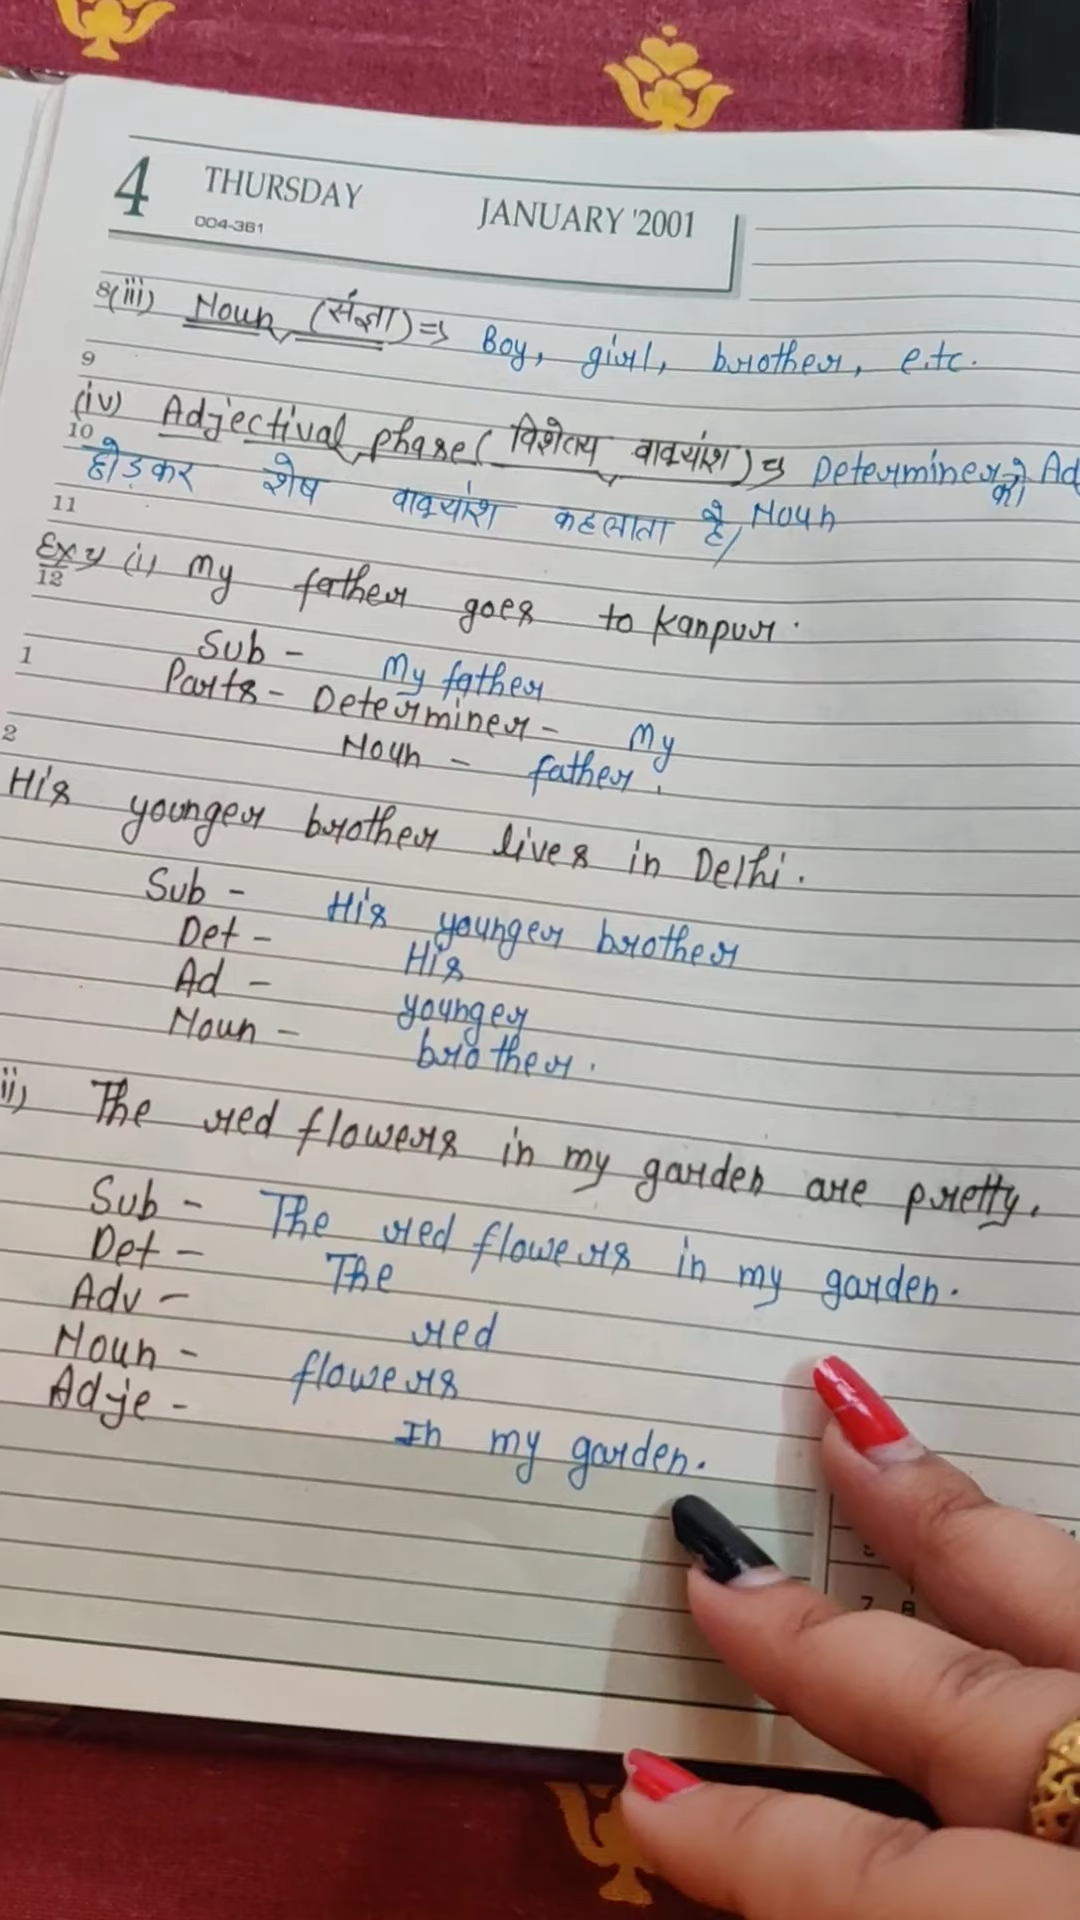 4 THURSDAY JANUARY '2001
004-361
8 (iii) Noun (संज्ञा) ⇒ Boy, girl, brother, etc.
9
(iv) Adjectival phase (विशेतय वाक्यांश) ⇒ Determiner को Ad
10 होड़कर शेष वाक्यांश कहलाता है, Noun
11
Ex ⇒ (i) My father goes to Kanpur.
12
Sub - My father
1 Parts - Determiner - My
Noun - father.
2
His younger brother lives in Delhi.
Sub - His younger brother
Det - His
Ad - younger
Noun - brother.
ii) The red flowers in my garden are pretty.
Sub - The red flowers in my garden.
Det - The
Adv - red
Noun - flowers
Adje - In my garden.
7 8